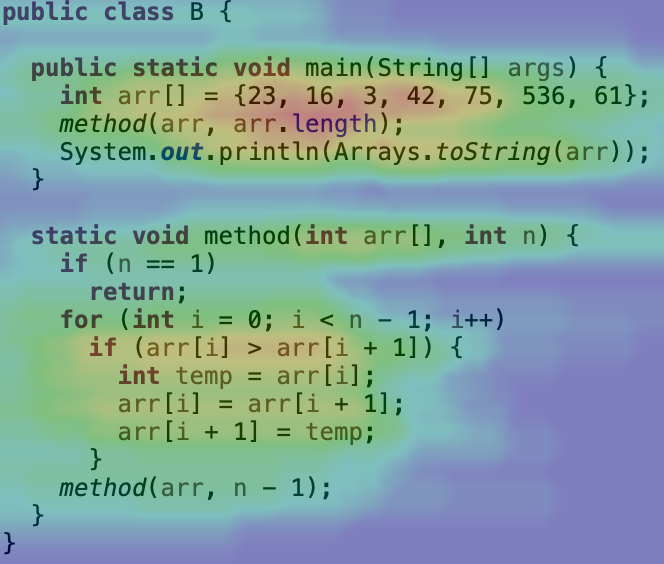 public class B {
public static void main(String[] args) {
int arr[] = {23, 16, 3, 42, 75, 536, 61};
method(arr, arr.length);
System.out.println(Arrays.toString(arr));
}
static void method(int arr[], int n) {
if (n == 1)
return;
for (int i = 0; i < n - 1; i++)
if (arr[i] > arr[i + 1]) {
int temp = arr[i];
arr[i] = arr[i + 1];
arr[i + 1] = temp;
}
method(arr, n - 1);
}
}